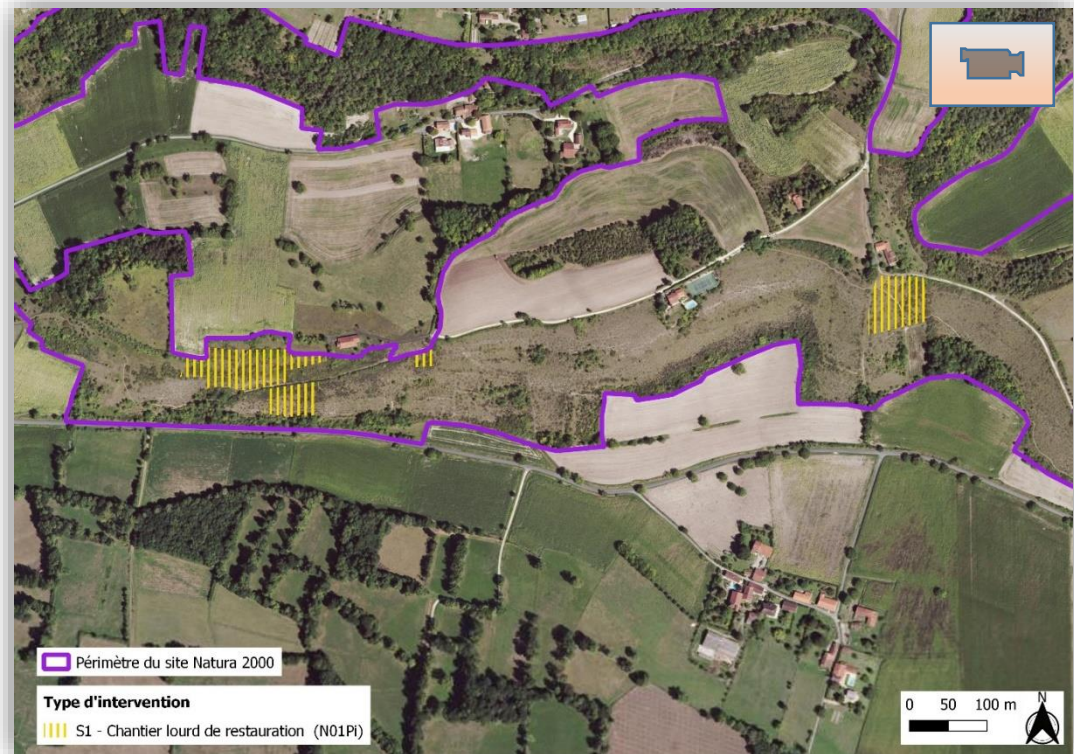 Périmètre du site Natura 2000
Type d'intervention
S1 - Chantier lourd de restauration (N01Pi)
0 50 100 m
N